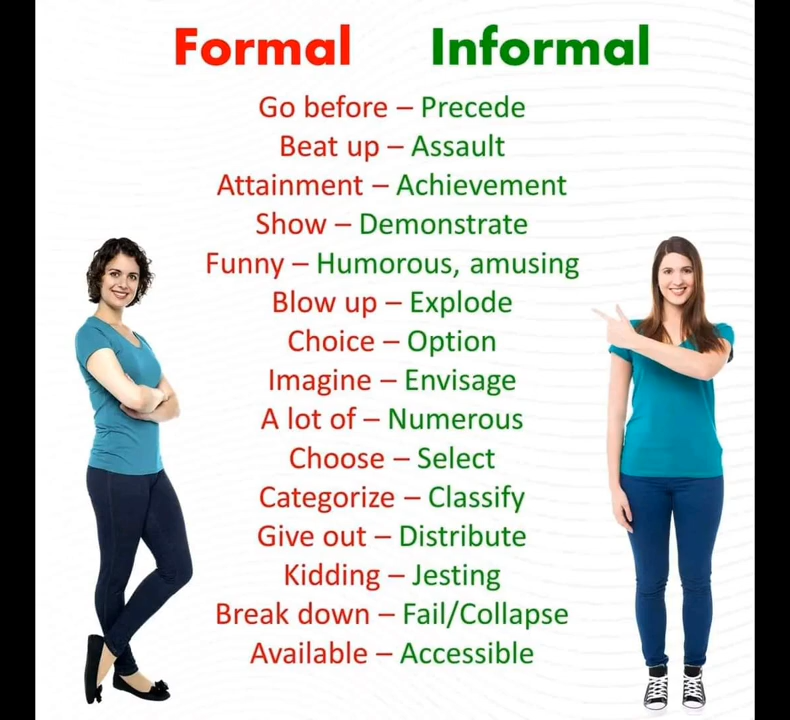 Formal Informal
Go before – Precede
Beat up – Assault
Attainment – Achievement
Show – Demonstrate
Funny – Humorous, amusing
Blow up – Explode
Choice – Option
Imagine – Envisage
A lot of – Numerous
Choose – Select
Categorize – Classify
Give out – Distribute
Kidding – Jesting
Break down – Fail/Collapse
Available – Accessible